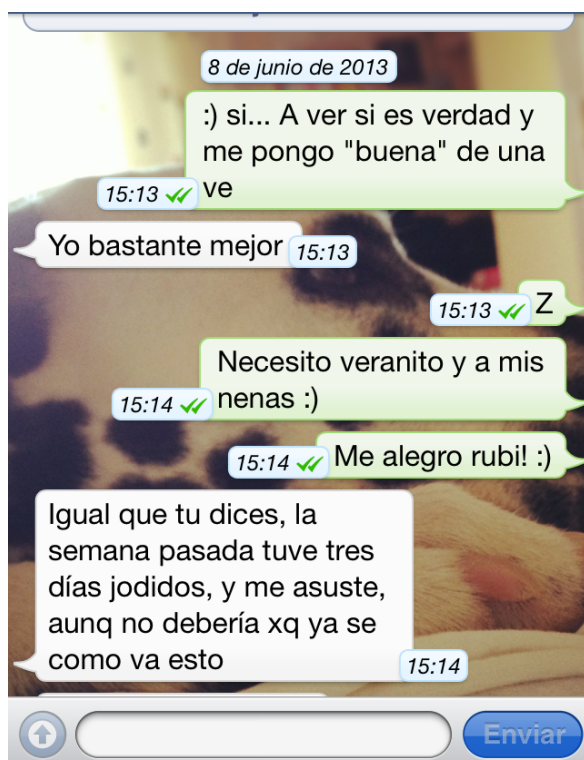 8 de junio de 2013
:) si... A ver si es verdad y
me pongo "buena" de una
ve
15:13
Yo bastante mejor
15:13
Z
15:13
Necesito veranito y a mis
nenas :)
15:14
Me alegro rubi! :)
15:14
Igual que tu dices, la
semana pasada tuve tres
días jodidos, y me asuste,
aunq no debería xq ya se
como va esto
15:14
Enviar